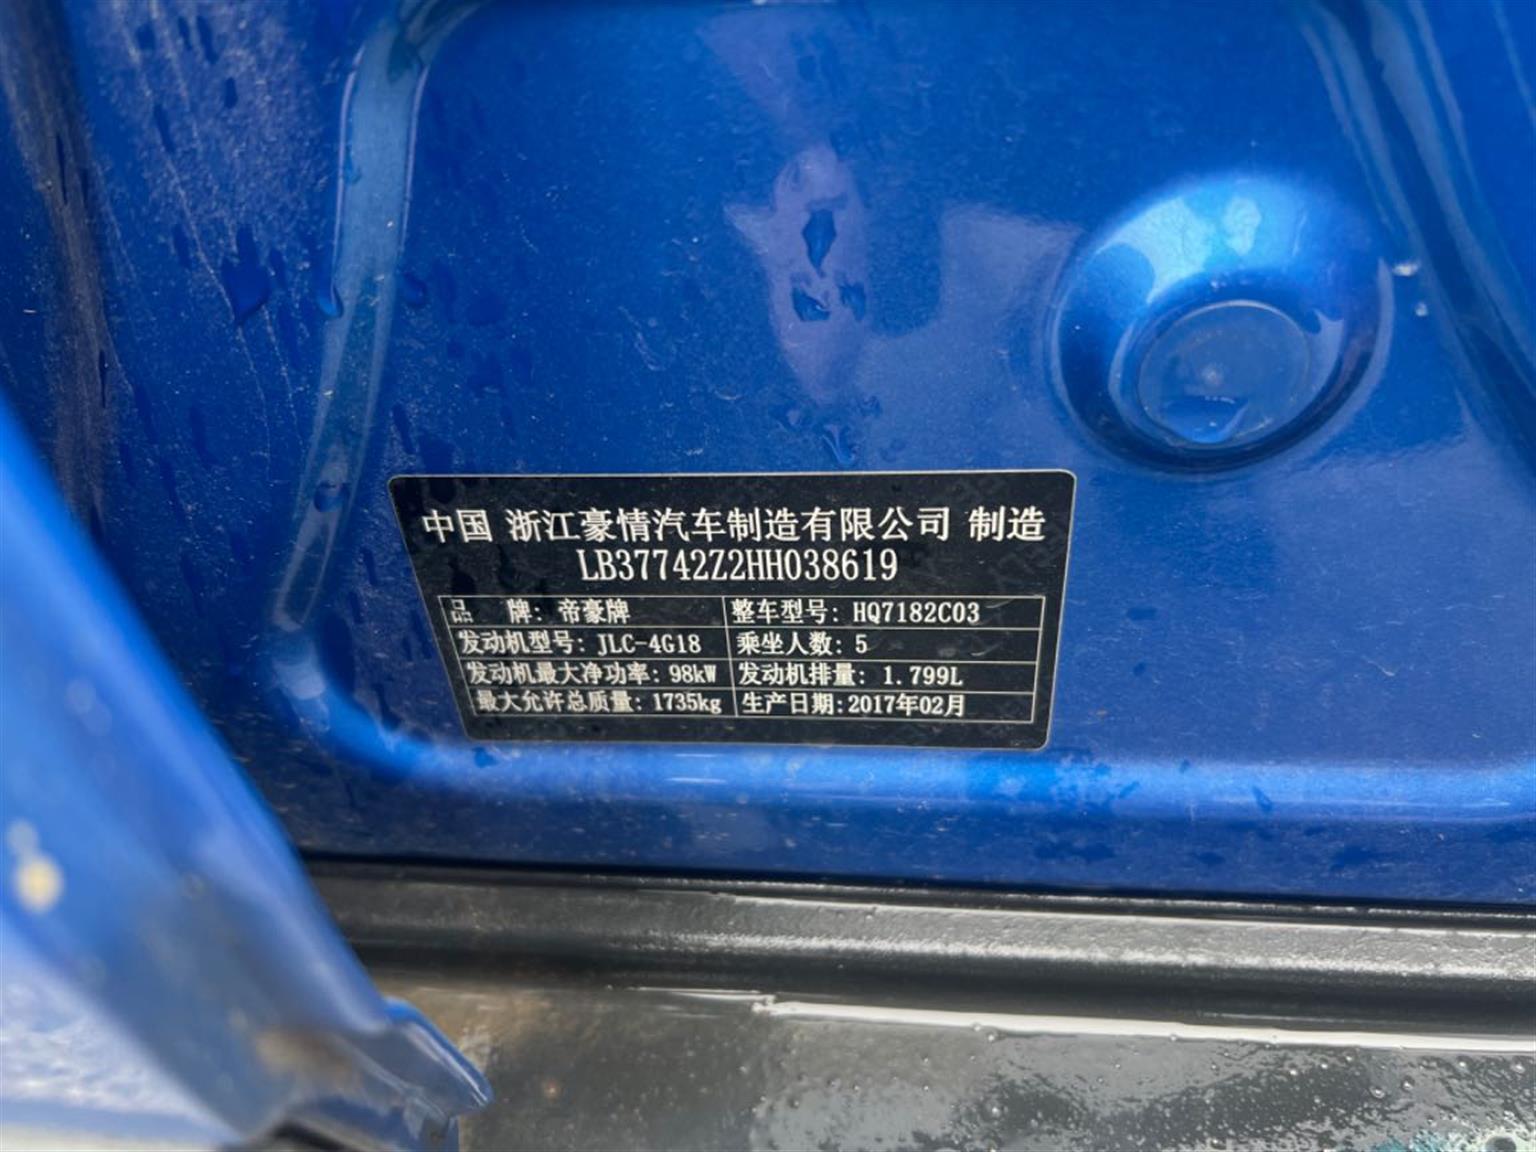 中国 浙江豪情汽车制造有限公司 制造
LB37742Z2HH038619
品 牌: 帝豪牌 整车型号: HQ7182C03
发动机型号: JLC-4G18 乘坐人数: 5
发动机最大净功率: 98kW 发动机排量: 1.799L
最大允许总质量: 1735kg 生产日期:2017年02月